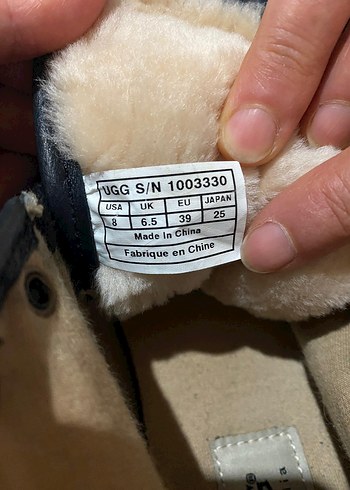 UGG S/N 1003330
USA UK EU JAPAN
8 6.5 39 25
Made In China
Fabrique en Chine